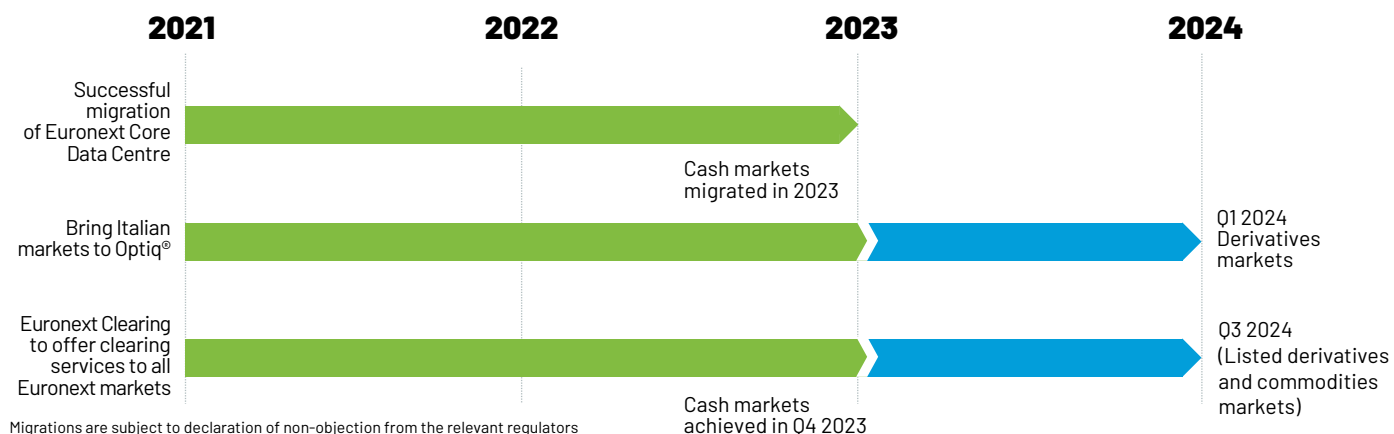 2021 2022 2023 2024
Successful
migration
of Euronext Core
Data Centre
Cash markets
migrated in 2023
Bring Italian
markets to Optiq®
Q1 2024
Derivatives
markets
Euronext Clearing
to offer clearing
services to all
Euronext markets
Q3 2024
(Listed derivatives
and commodities
markets)
Cash markets
achieved in Q4 2023
Migrations are subject to declaration of non-objection from the relevant regulators